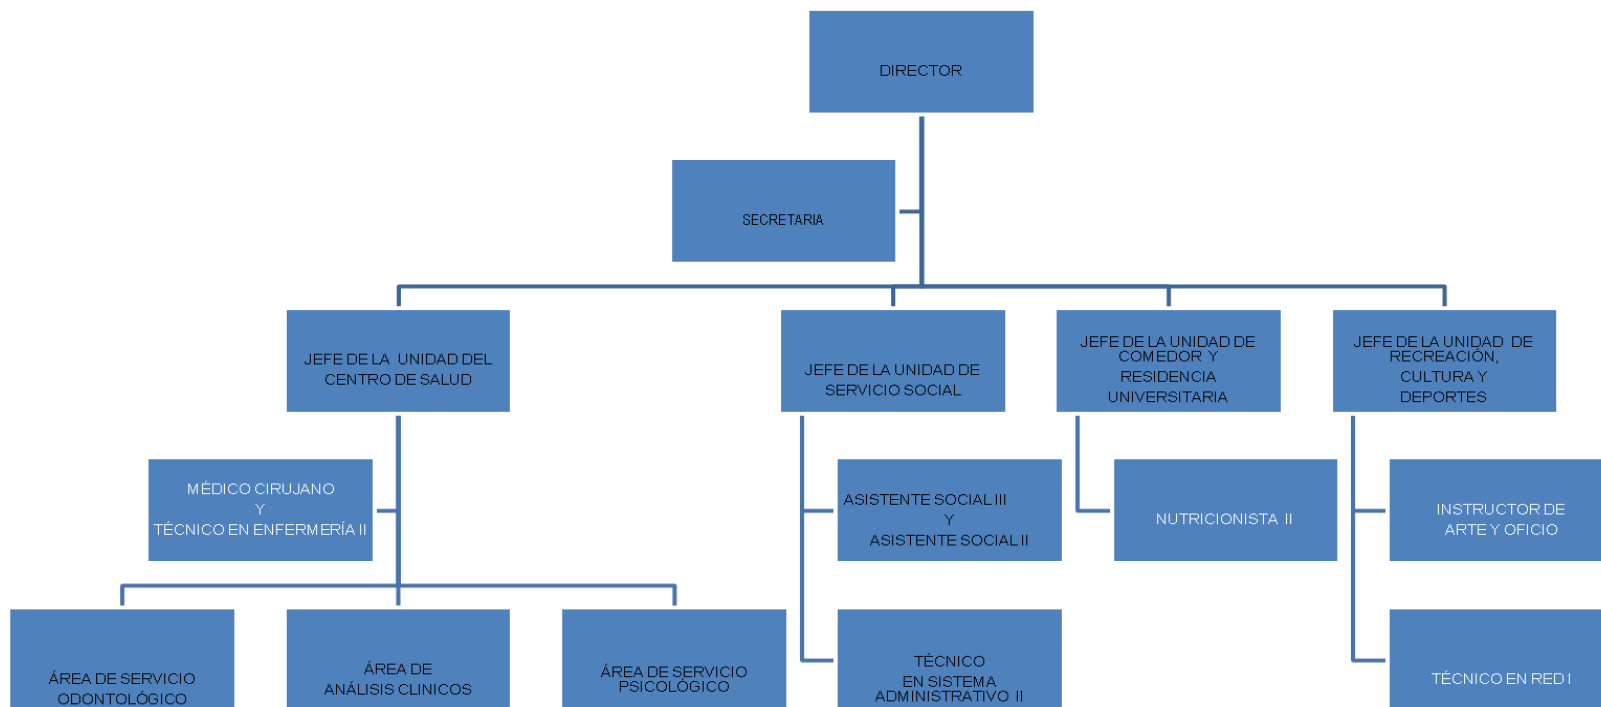 DIRECTOR
SECRETARIA
JEFE DE LA UNIDAD DEL
CENTRO DE SALUD
JEFE DE LA UNIDAD DE
SERVICIO SOCIAL
JEFE DE LA UNIDAD DE
COMEDOR Y
RESIDENCIA
UNIVERSITARIA
JEFE DE LA UNIDAD DE
RECREACIÓN,
CULTURA Y
DEPORTES
MÉDICO CIRUJANO
Y
TÉCNICO EN ENFERMERÍA II
ASISTENTE SOCIAL III
Y
ASISTENTE SOCIAL II
NUTRICIONISTA II
INSTRUCTOR DE
ARTE Y OFICIO
ÁREA DE SERVICIO
ODONTOLÓGICO
ÁREA DE
ANÁLISIS CLINICOS
ÁREA DE SERVICIO
PSICOLÓGICO
TÉCNICO
EN SISTEMA
ADMINISTRATIVO II
TÉCNICO EN RED I